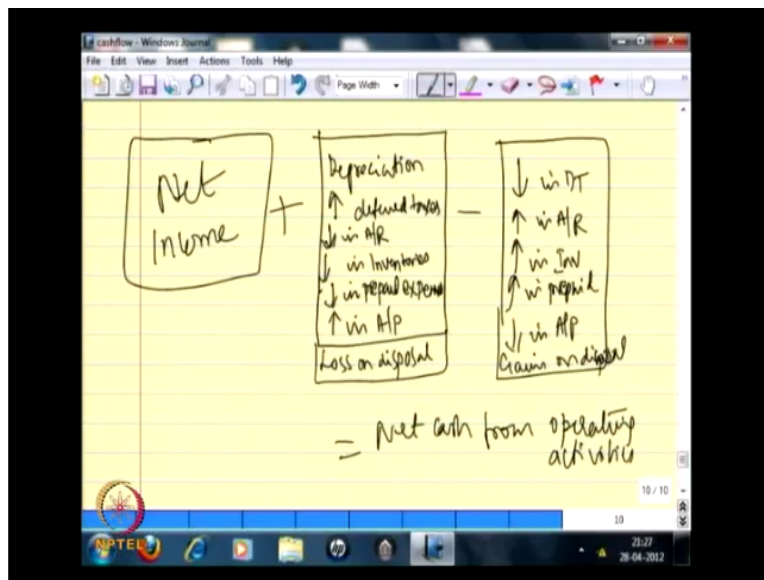 cashflow - Windows Journal
File Edit View Insert Actions Tools Help
Page Width
Net
Income
+
Depreciation
↑ deferred taxes
↓ in A/R
↓ in Inventories
↓ in prepaid expense
↑ in A/P
Loss on disposal
-
↓ in DT
↑ in A/R
↑ in Inv
↑ in prepaid
↓ in A/P
Gains on disposal
= Net cash from operating
activities
10 / 10
10
NPTEL
hp
21:27
28-04-2012